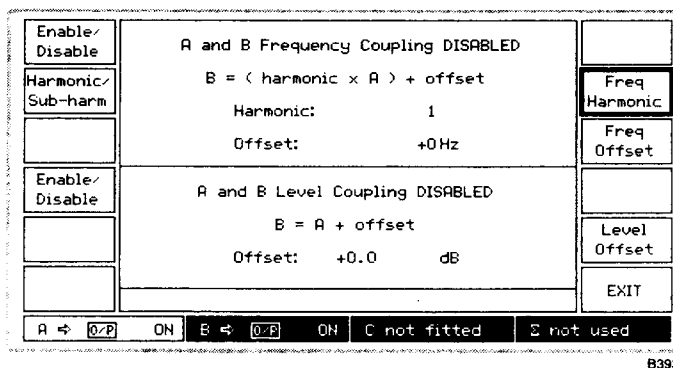 Enable/
Disable
Harmonic/
Sub-harm
Enable/
Disable
A and B Frequency Coupling DISABLED
B = ( harmonic x A ) + offset
Harmonic: 1
Offset: +0 Hz
A and B Level Coupling DISABLED
B = A + offset
Offset: +0.0 dB
Freq
Harmonic
Freq
Offset
Level
Offset
EXIT
A ⇨ O/P ON B ⇨ O/P ON C not fitted Σ not used